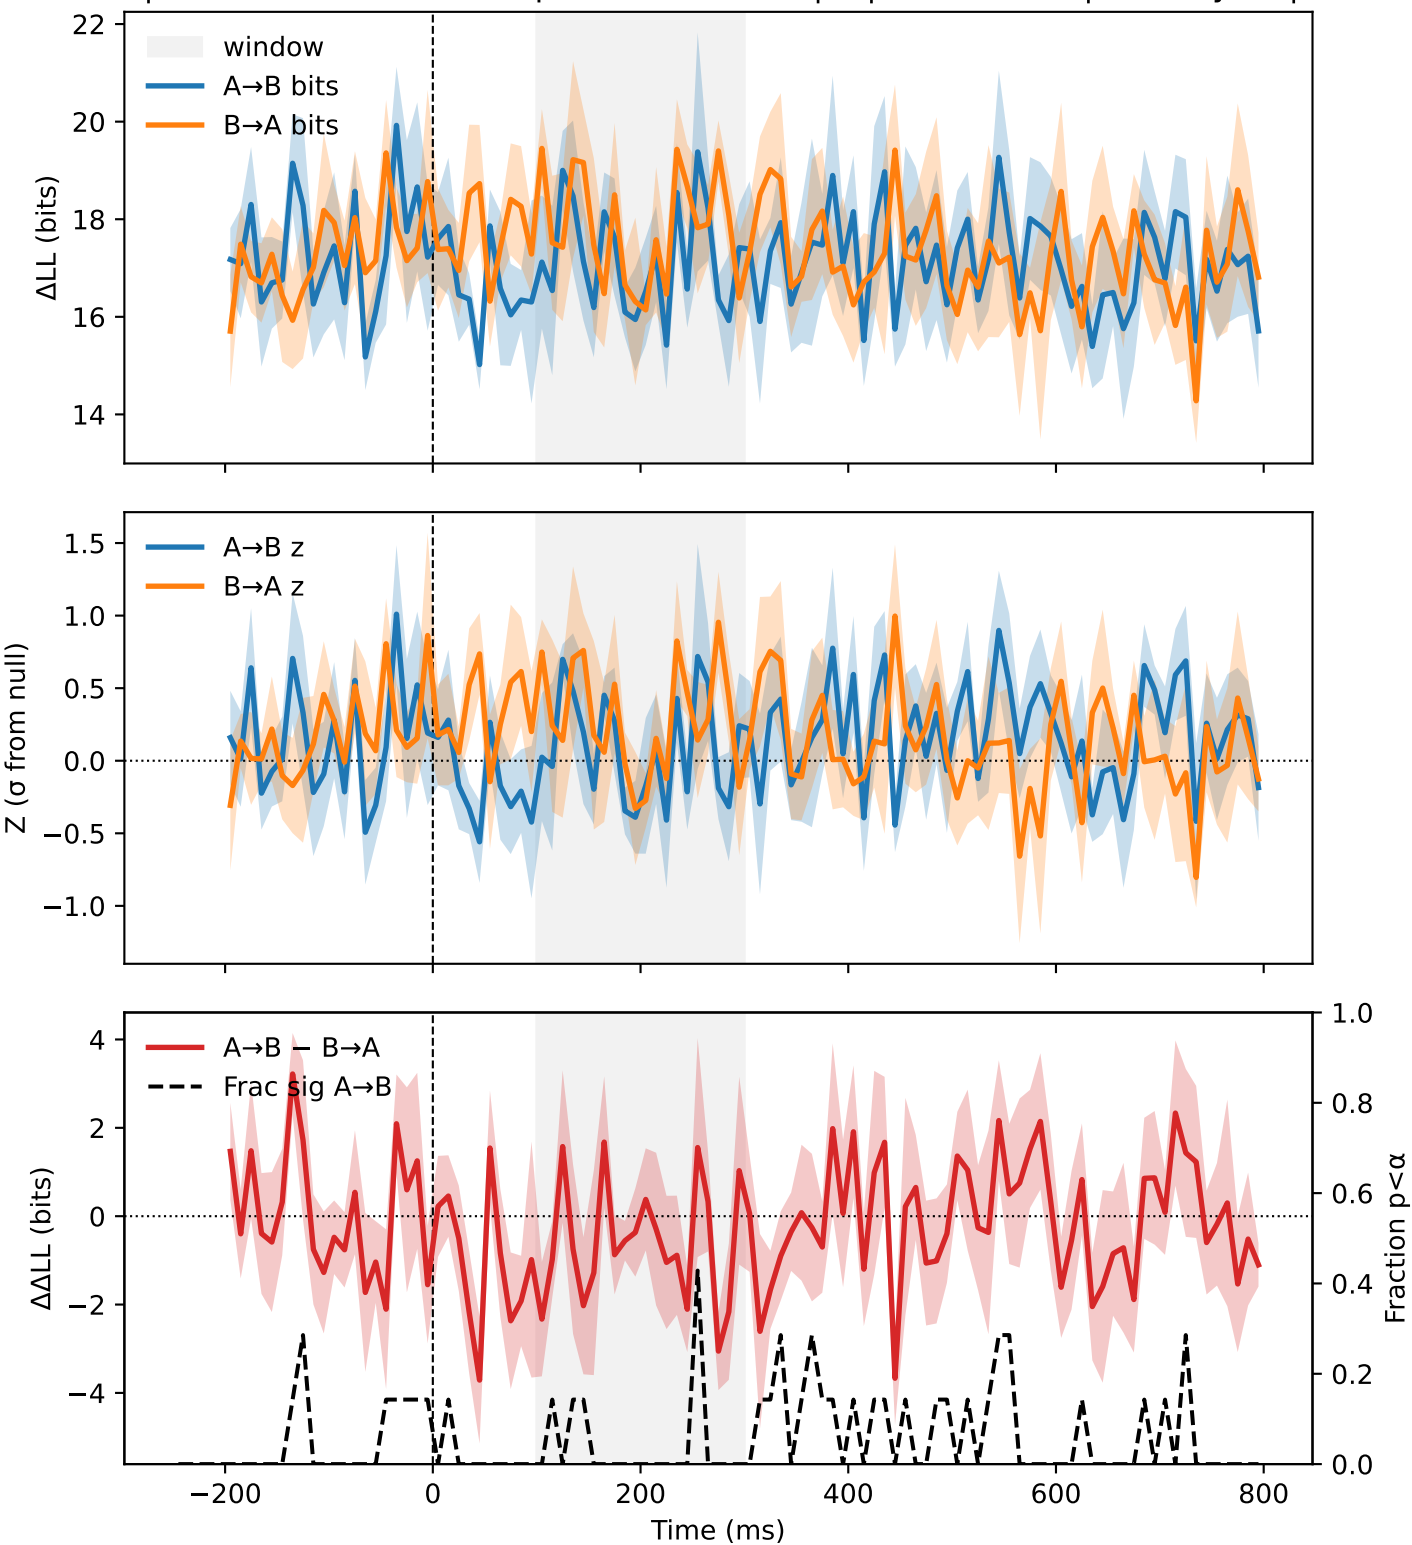 22
20
18
16
14
ΔLL (bits)
window
A→B bits
B→A bits
1.5
1.0
0.5
0.0
−0.5
−1.0
Z (σ from null)
A→B z
B→A z
4
2
0
−2
−4
ΔΔLL (bits)
A→B − B→A
Frac sig A→B
1.0
0.8
0.6
0.4
0.2
0.0
Fraction p<α
−200
0
200
400
600
800
Time (ms)